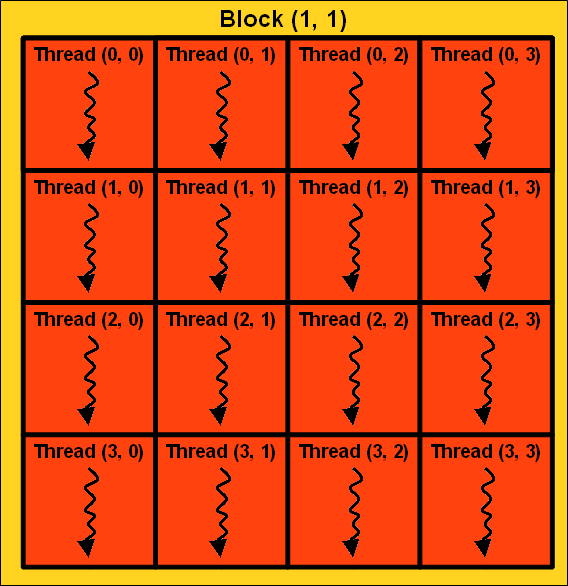 Block (1, 1)
Thread (0, 0) Thread (0, 1) Thread (0, 2) Thread (0, 3)
Thread (1, 0) Thread (1, 1) Thread (1, 2) Thread (1, 3)
Thread (2, 0) Thread (2, 1) Thread (2, 2) Thread (2, 3)
Thread (3, 0) Thread (3, 1) Thread (3, 2) Thread (3, 3)